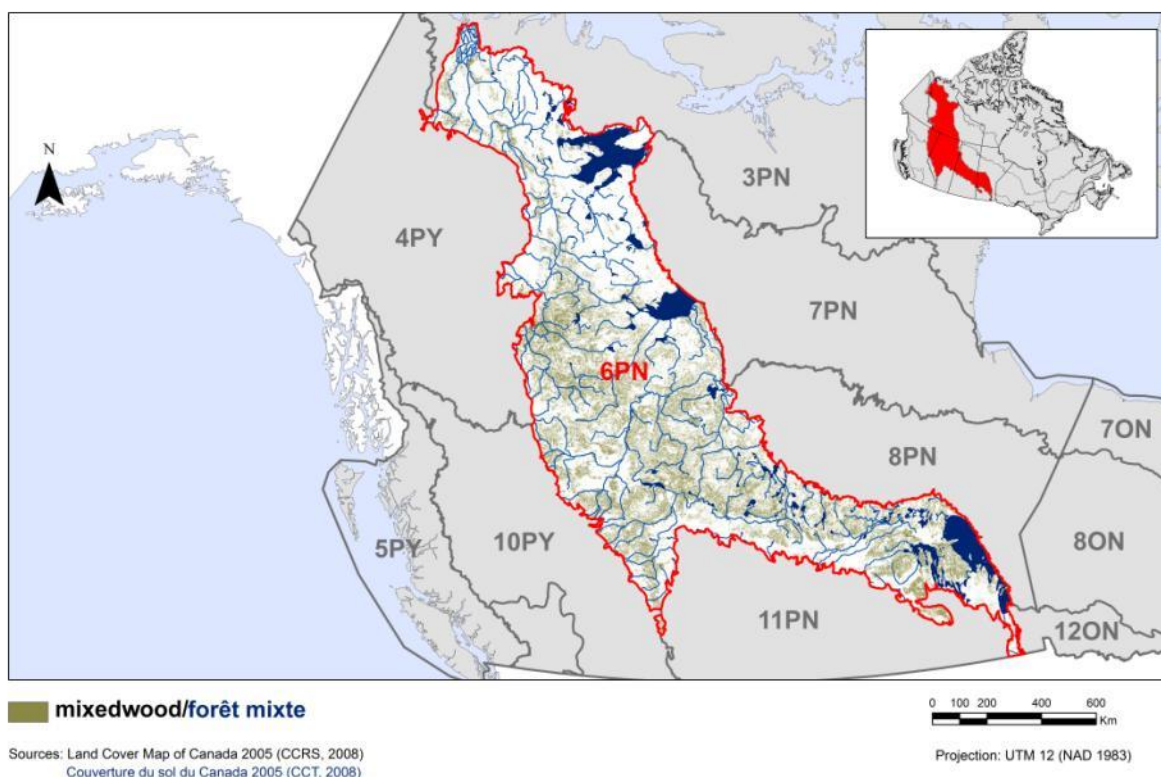 N
3PN
4PY
7PN
6PN
8PN
7ON
5PY
10PY
8ON
11PN
12ON
mixedwood/forêt mixte
0 100 200 400 600
Km
Sources: Land Cover Map of Canada 2005 (CCRS, 2008)
Couverture du sol du Canada 2005 (CCT, 2008)
Projection: UTM 12 (NAD 1983)